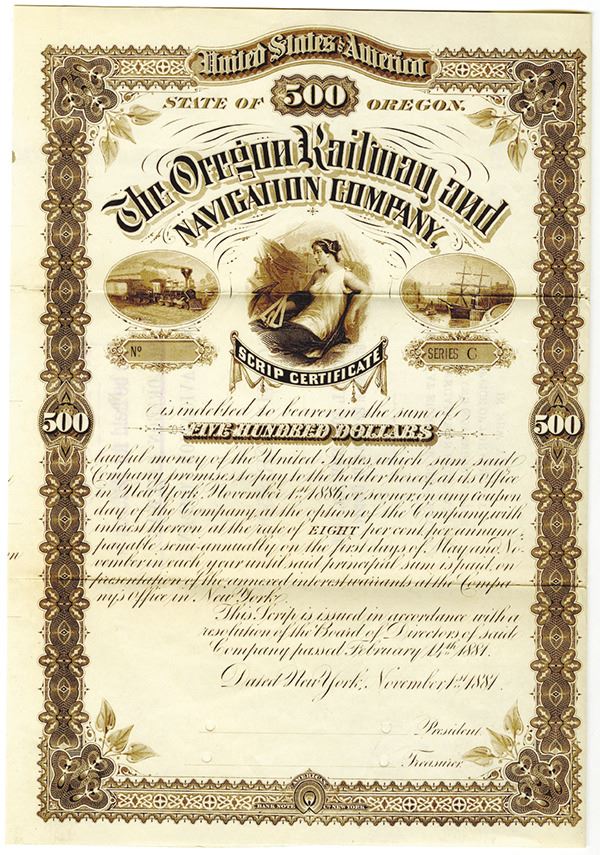 United States of America
STATE OF 500 OREGON.
The Oregon Railway and
NAVIGATION COMPANY,
Nº
SERIES C
SCRIP CERTIFICATE
is indebted to bearer in the sum of
500 FIVE HUNDRED DOLLARS 500
lawful money of the United States, which sum said
Company promises to pay to the holder hereof, at its office
in New York, November 1st 1886, or sooner, on any coupon
day of the Company, at the option of the Company, with
interest thereon at the rate of EIGHT per cent. per annum,
payable semi-annually on the first days of May and No-
vember in each year until said principal sum is paid, on
presentation of the annexed interest warrants at the Compa-
ny's office in New York.
This Scrip is issued in accordance with a
resolution of the Board of Directors of said
Company passed February 14th 1881.
Dated New York, November 1st 1881.
President
Treasurer
AMERICAN
BANK NOTE Co. NEW YORK